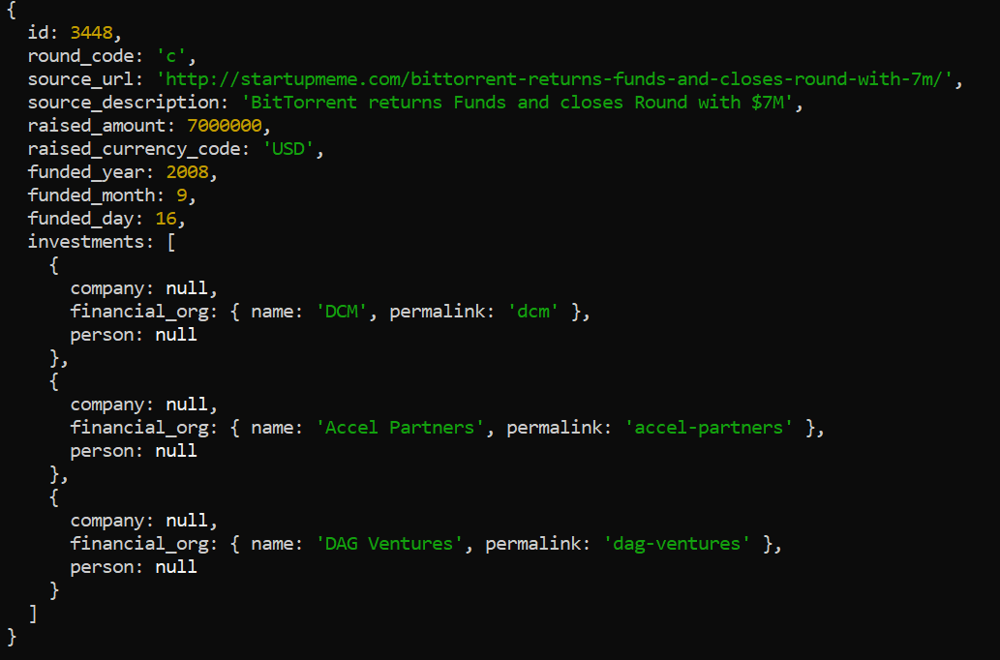 {
  id: 3448,
  round_code: 'c',
  source_url: 'http://startupmeme.com/bittorrent-returns-funds-and-closes-round-with-7m/',
  source_description: 'BitTorrent returns Funds and closes Round with $7M',
  raised_amount: 7000000,
  raised_currency_code: 'USD',
  funded_year: 2008,
  funded_month: 9,
  funded_day: 16,
  investments: [
    {
      company: null,
      financial_org: { name: 'DCM', permalink: 'dcm' },
      person: null
    },
    {
      company: null,
      financial_org: { name: 'Accel Partners', permalink: 'accel-partners' },
      person: null
    },
    {
      company: null,
      financial_org: { name: 'DAG Ventures', permalink: 'dag-ventures' },
      person: null
    }
  ]
}